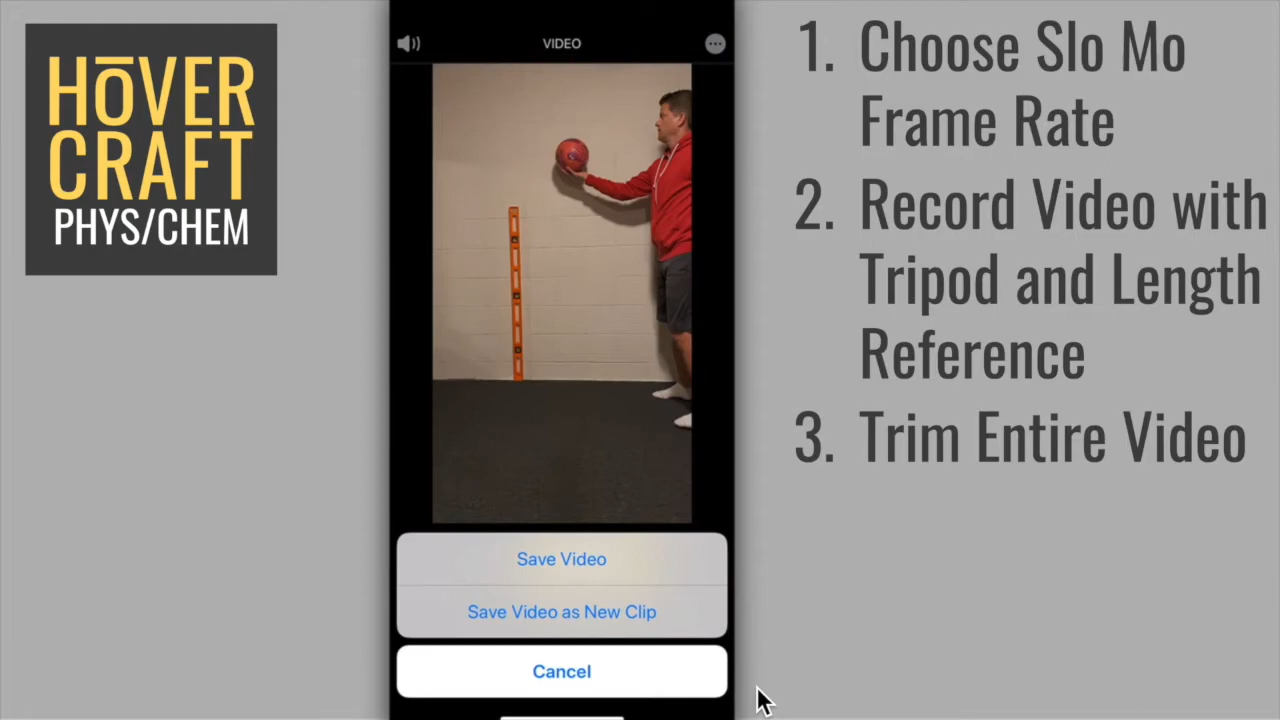 HōVER
CRAFT
PHYS/CHEM
VIDEO
Save Video
Save Video as New Clip
Cancel
1. Choose Slo Mo
Frame Rate
2. Record Video with
Tripod and Length
Reference
3. Trim Entire Video